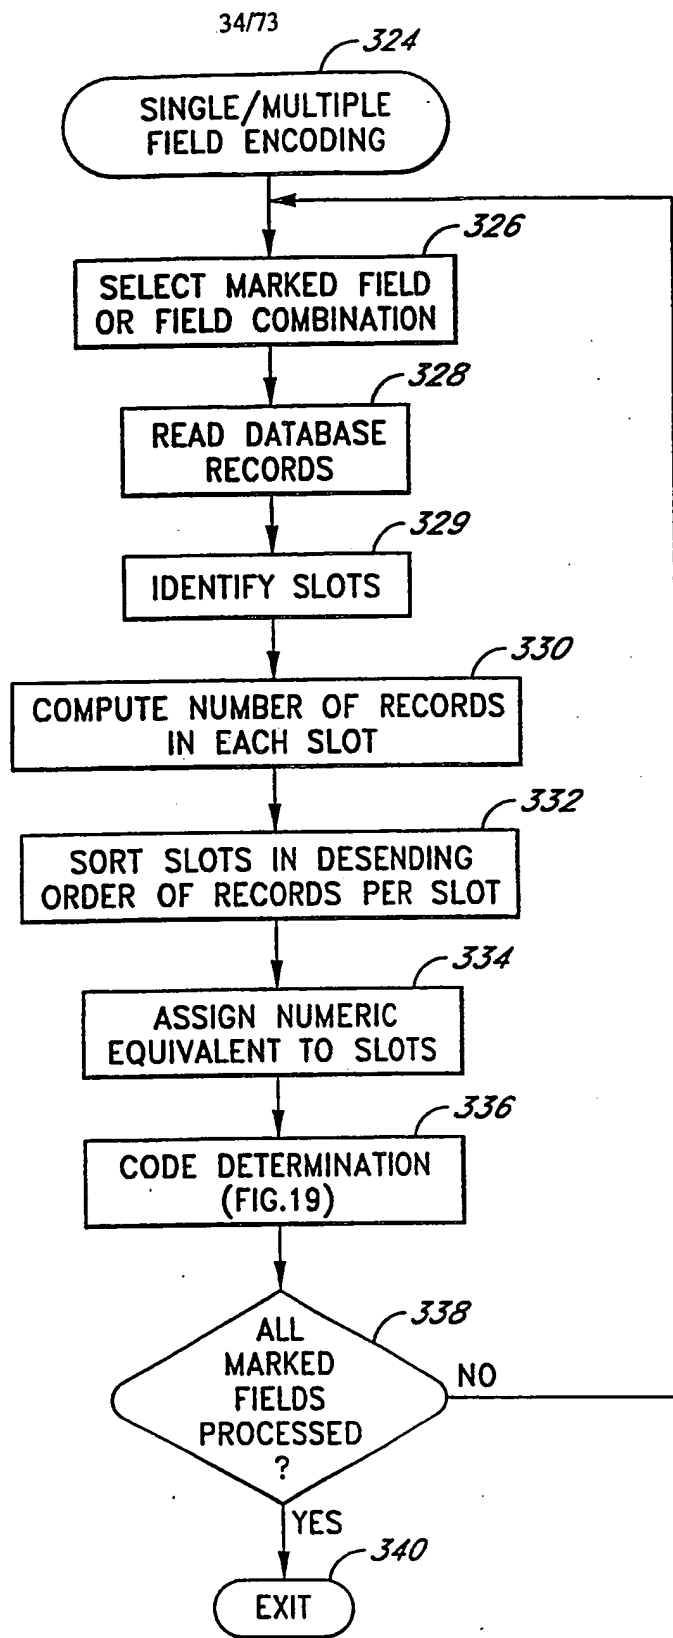 34/73
324
SINGLE/MULTIPLE
FIELD ENCODING
326
SELECT MARKED FIELD
OR FIELD COMBINATION
328
READ DATABASE
RECORDS
329
IDENTIFY SLOTS
330
COMPUTE NUMBER OF RECORDS
IN EACH SLOT
332
SORT SLOTS IN DESENDING
ORDER OF RECORDS PER SLOT
334
ASSIGN NUMERIC
EQUIVALENT TO SLOTS
336
CODE DETERMINATION
(FIG.19)
338
ALL
MARKED
FIELDS
PROCESSED
?
NO
YES
340
EXIT